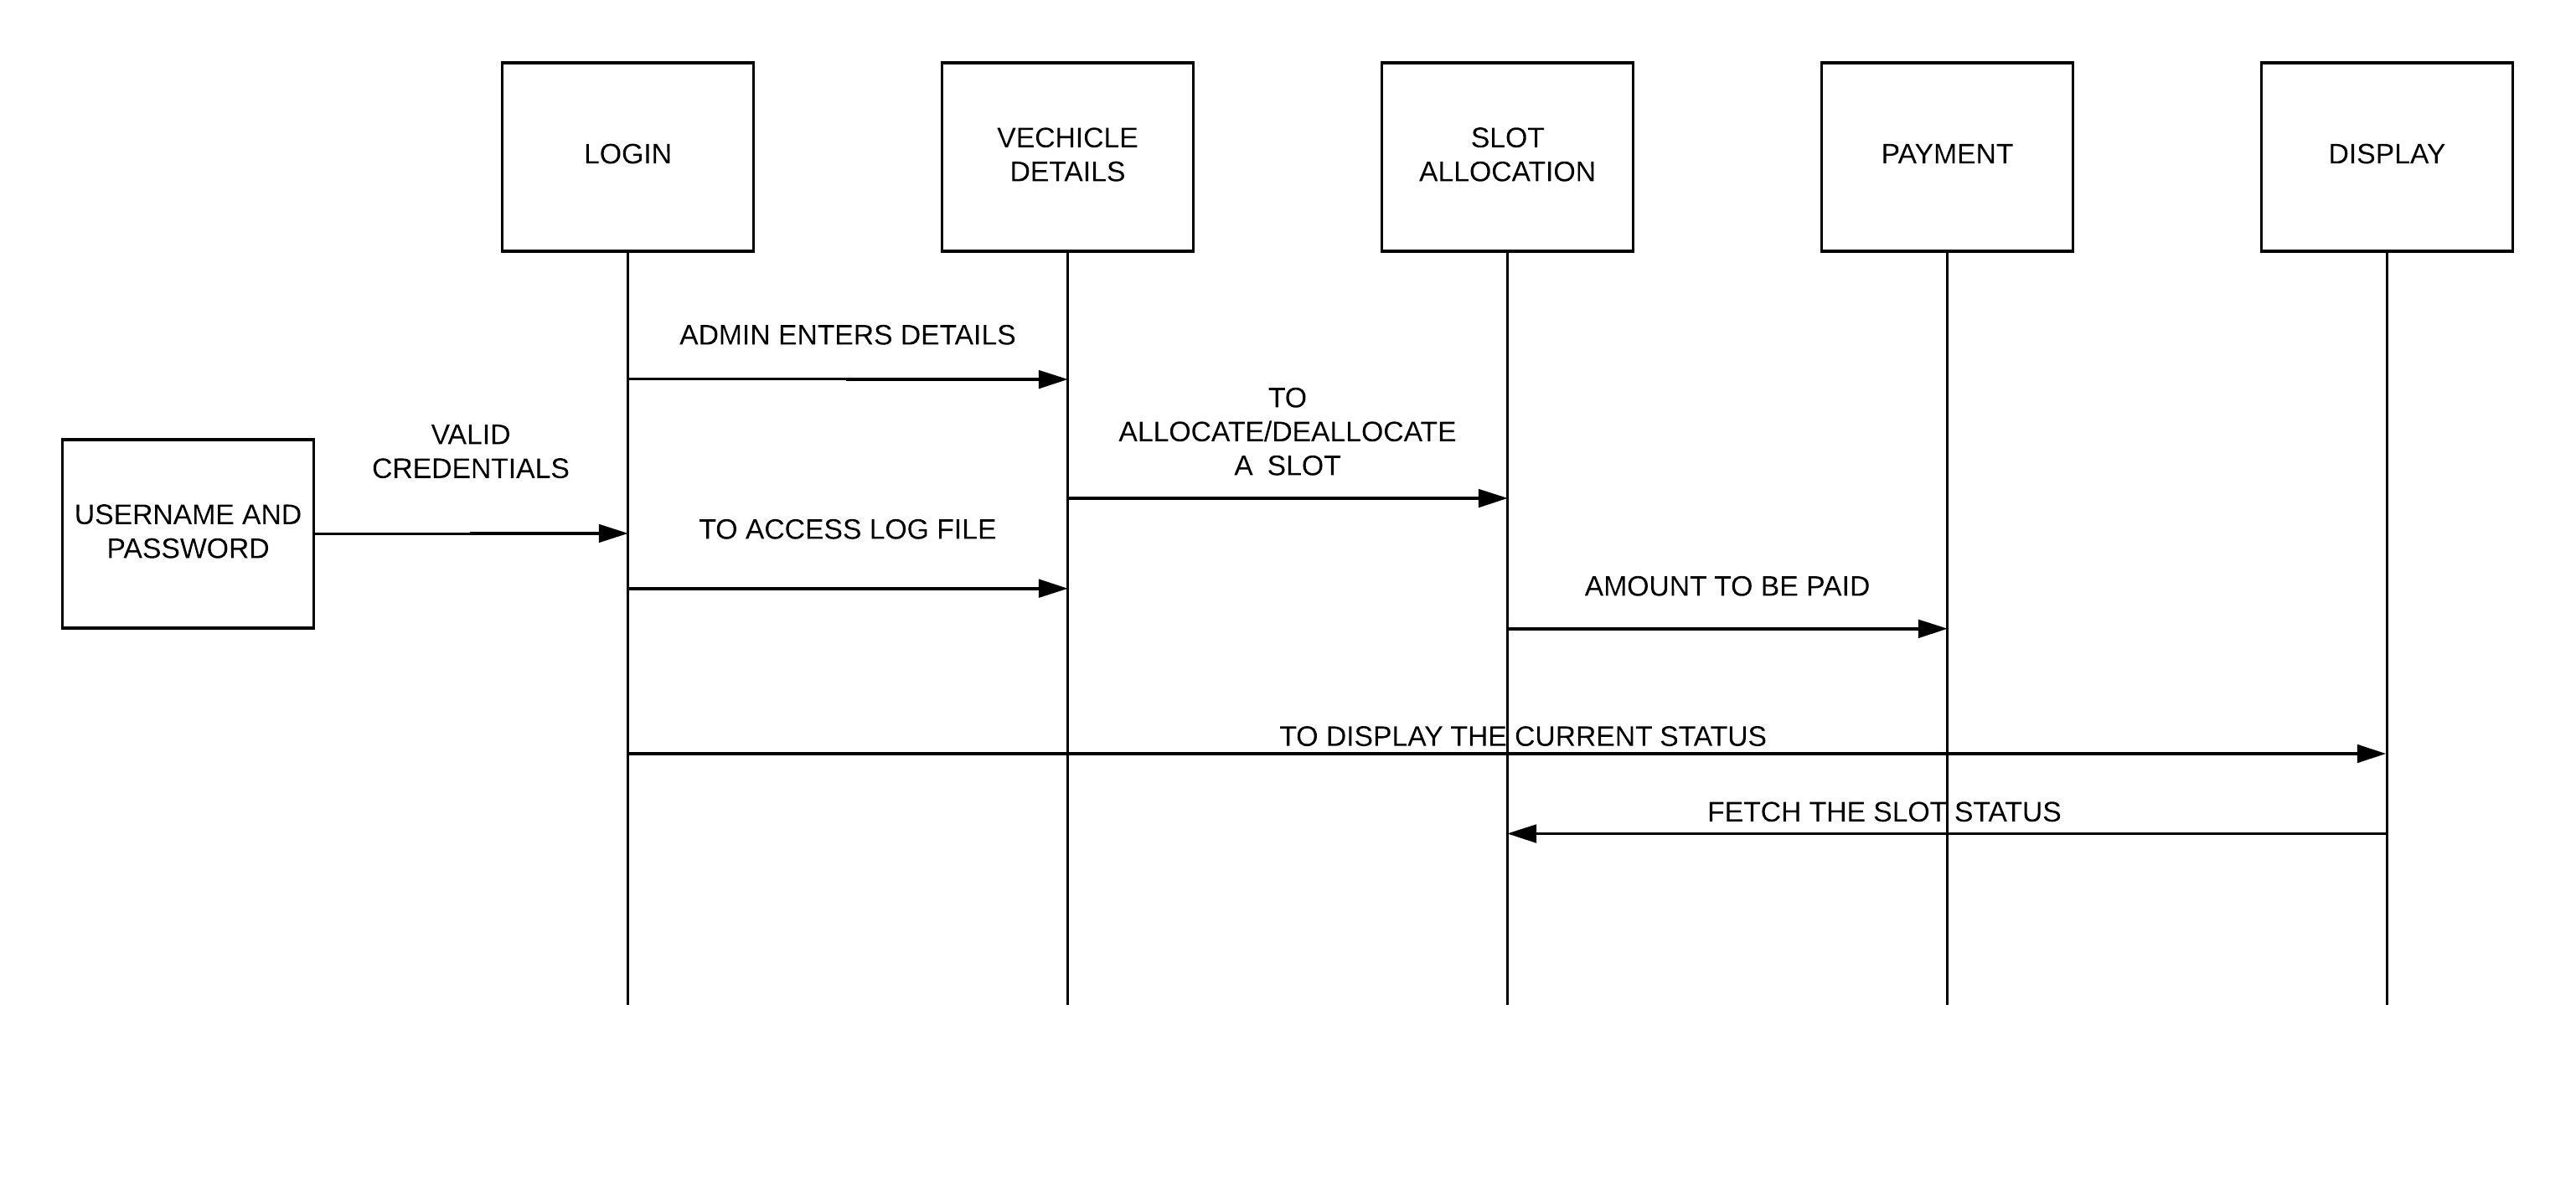 LOGIN
VECHICLE
DETAILS
SLOT
ALLOCATION
PAYMENT
DISPLAY
ADMIN ENTERS DETAILS
TO
ALLOCATE/DEALLOCATE
A  SLOT
VALID
CREDENTIALS
USERNAME AND
PASSWORD
TO ACCESS LOG FILE
AMOUNT TO BE PAID
TO DISPLAY THE CURRENT STATUS
FETCH THE SLOT STATUS